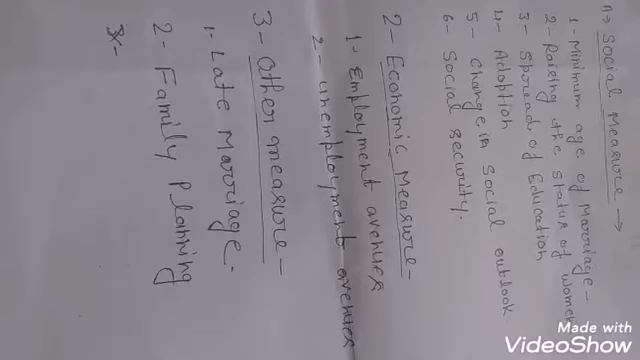 n→ Social Measure →
1- Minimum age of Marriage-
2- Raising the status of women
3- Spread of Education
4- Adoption
5- change in Social outlook
6- Social Security.
2- Economic Measure-
1- Employment avenues
2- unemployment avenues
3- Other measure-
1- Late Marriage.
2- Family Planning
3x-
Made with
VideoShow